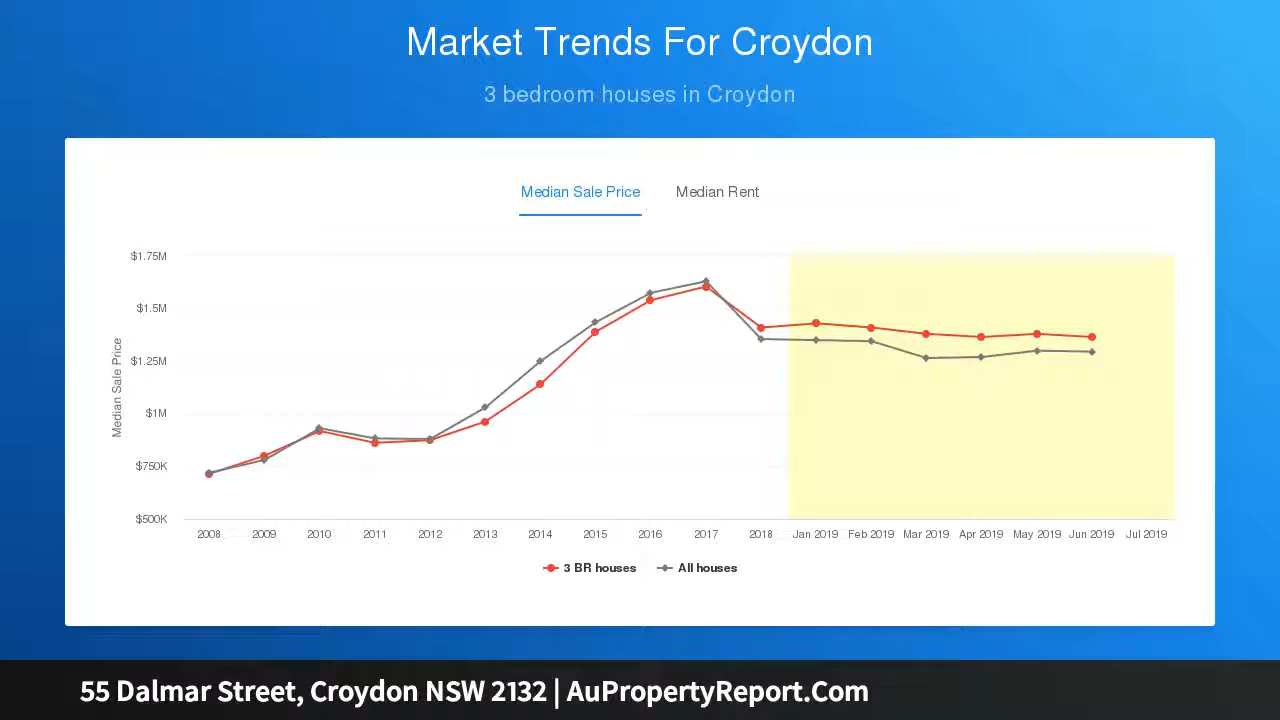 Market Trends For Croydon
3 bedroom houses in Croydon
Median Sale Price Median Rent
$1.75M
$1.5M
$1.25M
$1M
$750K
$500K
Median Sale Price
2008 2009 2010 2011 2012 2013 2014 2015 2016 2017 2018 Jan 2019 Feb 2019 Mar 2019 Apr 2019 May 2019 Jun 2019 Jul 2019
3 BR houses All houses
55 Dalmar Street, Croydon NSW 2132 | AuPropertyReport.Com